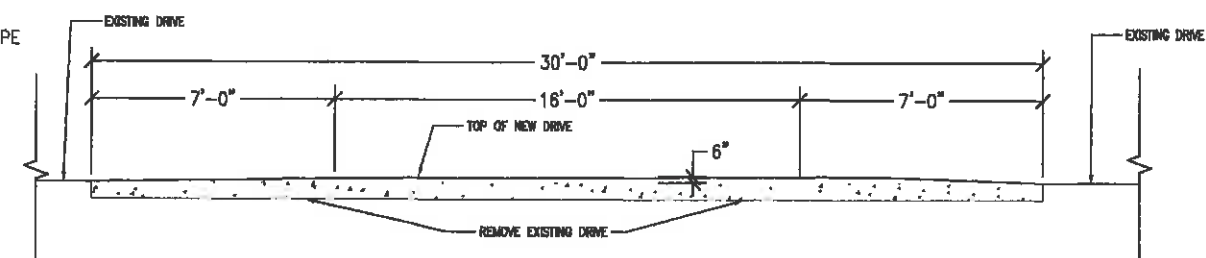 EXISTING DRIVE
PE
EXISTING DRIVE
30'-0"
7'-0"
16'-0"
7'-0"
TOP OF NEW DRIVE
6"
REMOVE EXISTING DRIVE